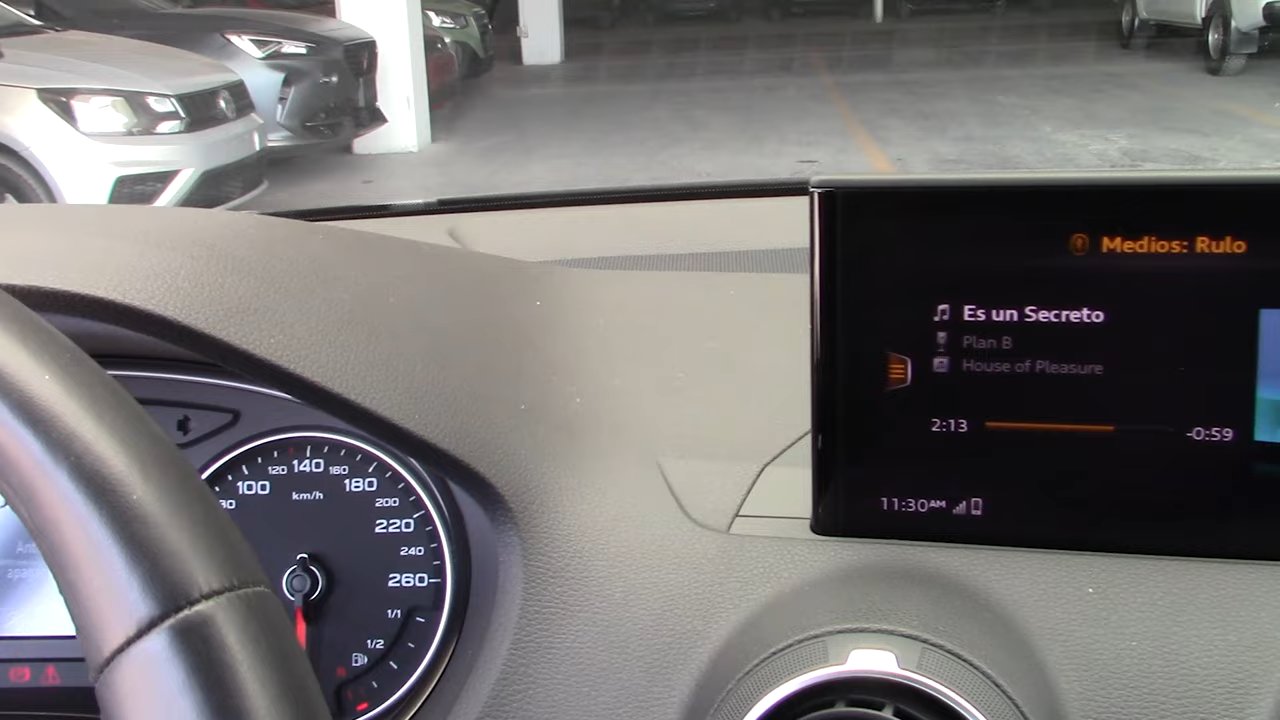 Medios: Rulo
Es un Secreto
Plan B
House of Pleasure
2:13
-0:59
11:30AM
100
120
140
160
180
200
220
240
260
km/h
1/1
1/2